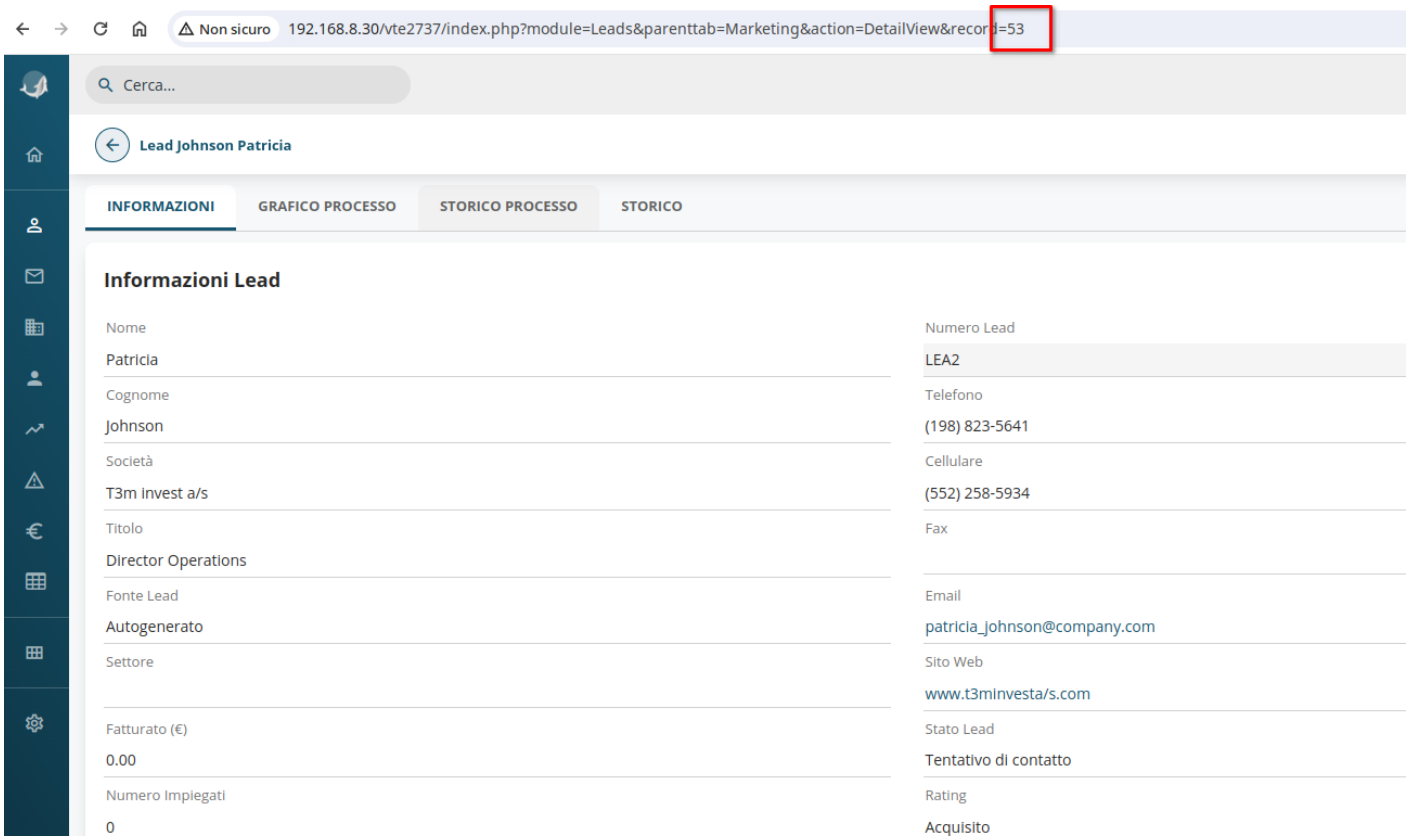 Non sicuro 192.168.8.30/vte2737/index.php?module=Leads&parenttab=Marketing&action=DetailView&record=53
Cerca...
Lead Johnson Patricia
INFORMAZIONI GRAFICO PROCESSO STORICO PROCESSO STORICO
Informazioni Lead
Nome Numero Lead
Patricia LEA2
Cognome Telefono
Johnson (198) 823-5641
Società Cellulare
T3m invest a/s (552) 258-5934
Titolo Fax
Director Operations
Fonte Lead Email
Autogenerato patricia_johnson@company.com
Settore Sito Web
www.t3minvesta/s.com
Fatturato (€) Stato Lead
0.00 Tentativo di contatto
Numero Impiegati Rating
0 Acquisito